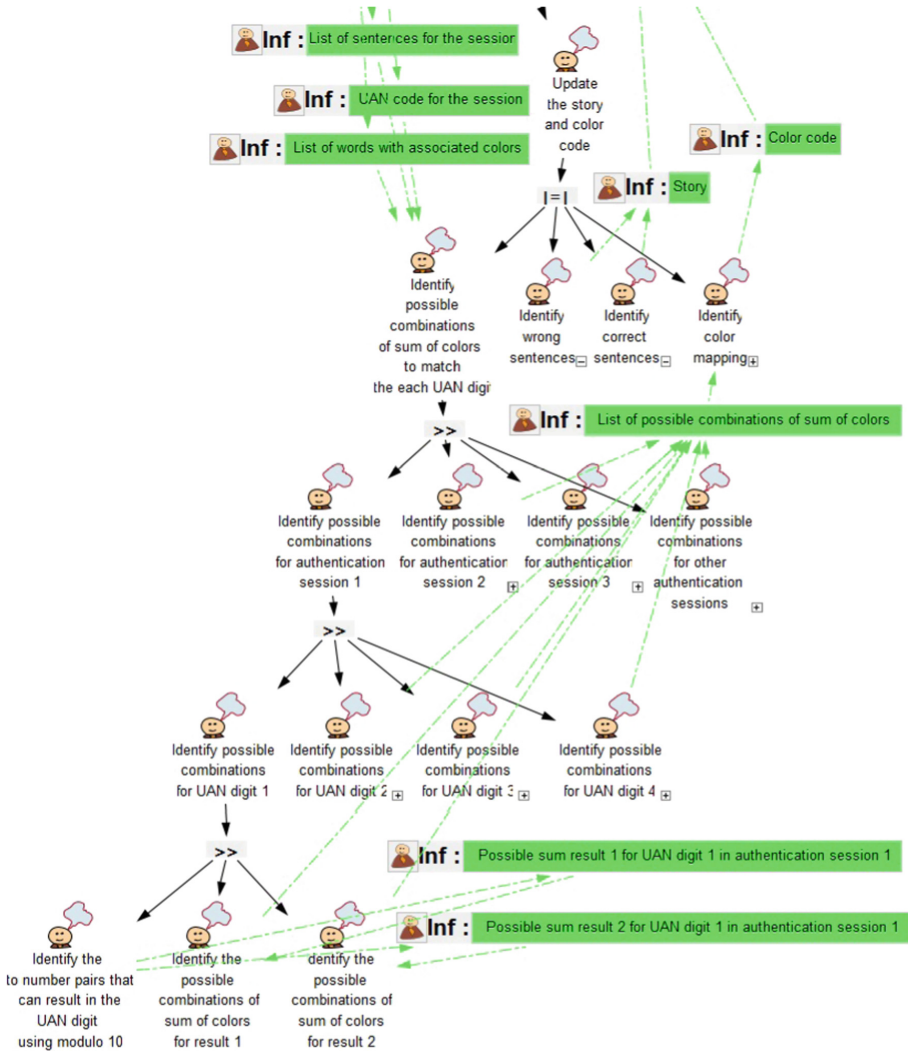 Inf : List of sentences for the session
Inf : UAN code for the session
Inf : List of words with associated colors
Update
the story
and color
code
Inf : Color code
|=|
Inf : Story
Identify
possible
combinations
of sum of colors
to match
the each UAN digi
Identify
wrong
sentences
Identify
correct
sentences
Identify
color
mapping
Inf : List of possible combinations of sum of colors
>>
Identify possible
combinations
for authentication
session 1
Identify possible
combinations
for authentication
session 2
Identify possible
combinations
for authentication
session 3
Identify possible
combinations
for other
authentication
sessions
>>
Identify possible
combinations
for UAN digit 1
Identify possible
combinations
for UAN digit 2
Identify possible
combinations
for UAN digit 3
Identify possible
combinations
for UAN digit 4
>>
Inf : Possible sum result 1 for UAN digit 1 in authentication session 1
Inf : Possible sum result 2 for UAN digit 1 in authentication session 1
Identify the
to number pairs that
can result in the
UAN digit
using modulo 10
Identify the
possible
combinations of
sum of colors
for result 1
dentify the
possible
combinations of
sum of colors
for result 2